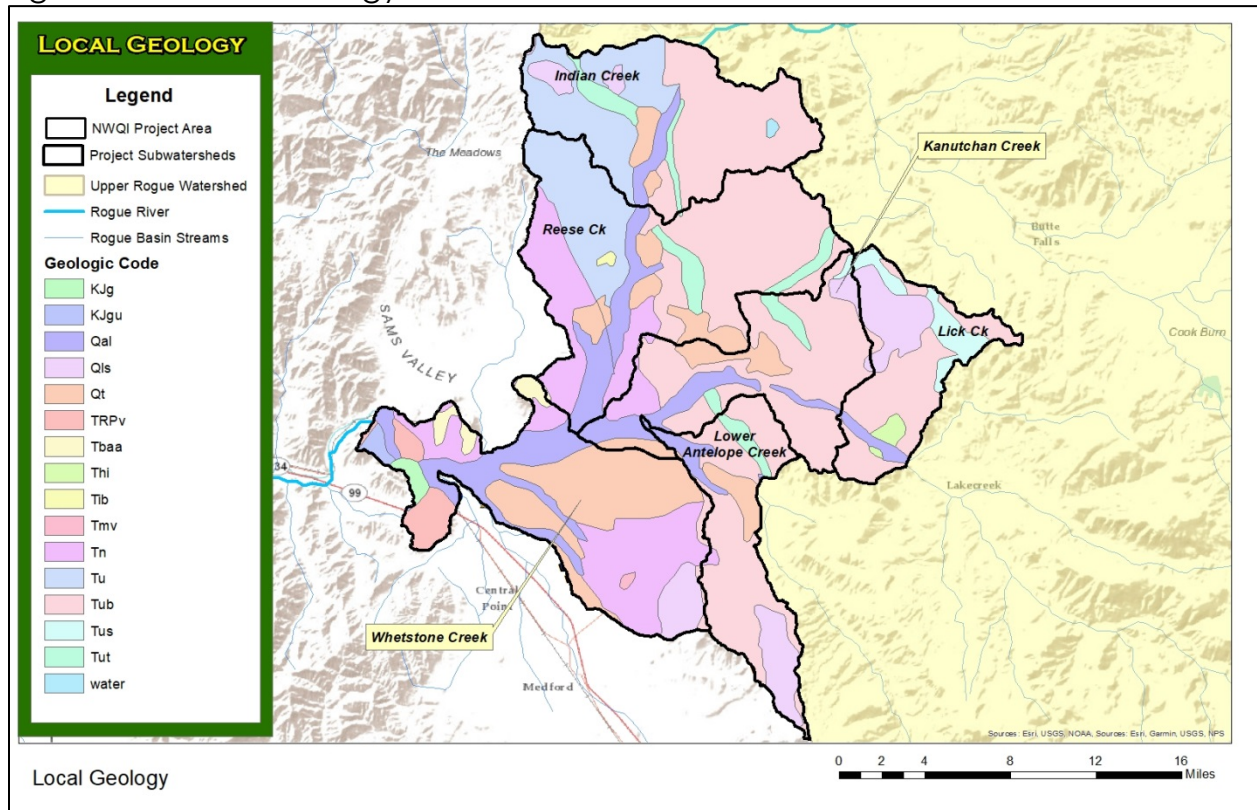 LOCAL GEOLOGY
Legend
NWQI Project Area
Project Subwatersheds
Upper Rogue Watershed
Rogue River
Rogue Basin Streams
Geologic Code
KJg
KJgu
Qal
Qls
Qt
TRPv
Tbaa
Thi
Tib
Tmv
Tn
Tu
Tub
Tus
Tut
water
Indian Creek
The Meadows
Kanutchan Creek
Reese Ck
Butte
Falls
SAMS VALLEY
Lick Ck
Cook Burn
Lower
Antelope Creek
34
99
Lakecreek
Central
Point
Whetstone Creek
Medford
Sources: Esri, USGS, NOAA, Sources: Esri, Garmin, USGS, NPS
Local Geology
0 2 4 8 12 16
Miles